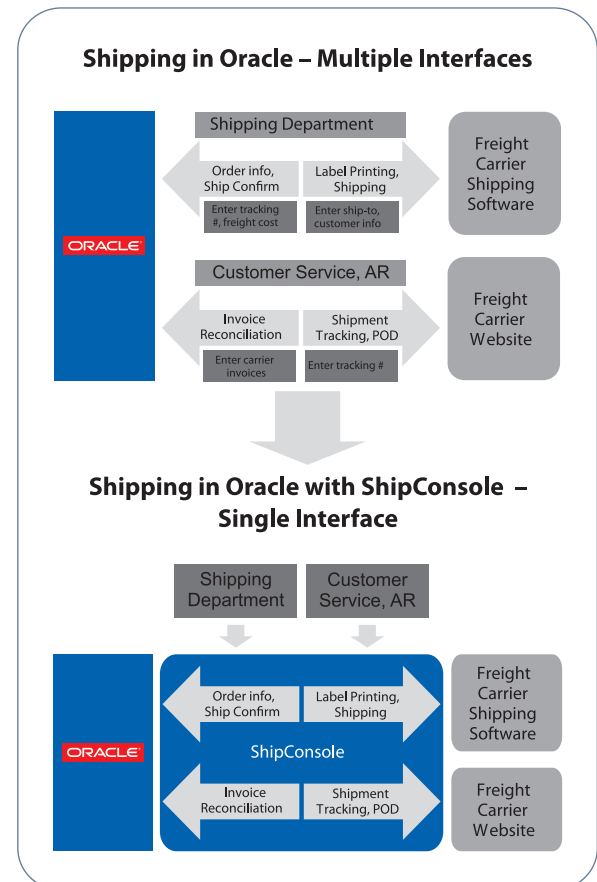 Shipping in Oracle – Multiple Interfaces
Shipping Department
Order info,
Ship Confirm
Label Printing,
Shipping
Enter tracking
#, freight cost
Enter ship-to,
customer info
Freight
Carrier
Shipping
Software
ORACLE
Customer Service, AR
Invoice
Reconciliation
Shipment
Tracking, POD
Enter carrier
invoices
Enter tracking #
Freight
Carrier
Website
Shipping in Oracle with ShipConsole –
Single Interface
Shipping
Department
Customer
Service, AR
Order info,
Ship Confirm
Label Printing,
Shipping
Freight
Carrier
Shipping
Software
ORACLE
ShipConsole
Invoice
Reconciliation
Shipment
Tracking, POD
Freight
Carrier
Website